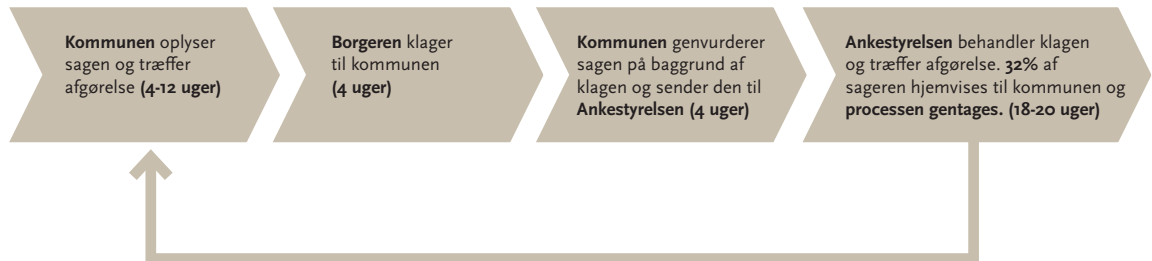 Kommunen oplyser
sagen og træffer
afgørelse (4-12 uger)
Borgeren klager
til kommunen
(4 uger)
Kommunen genvurderer
sagen på baggrund af
klagen og sender den til
Ankestyrelsen (4 uger)
Ankestyrelsen behandler klagen
og træffer afgørelse. 32% af
sageren hjemvises til kommunen og
processen gentages. (18-20 uger)